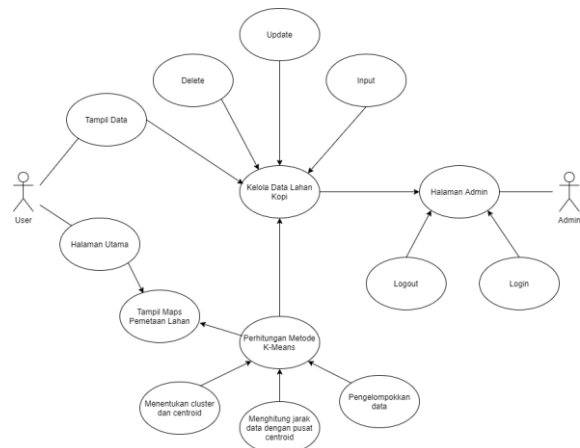 Update
Delete
Input
Tampil Data
Kelola Data Lahan
Kopi
Halaman Admin
User
Admin
Halaman Utama
Logout
Login
Tampil Maps
Pemetaan Lahan
Perhitungan Metode
K-Means
Menentukan cluster
dan centroid
Menghitung jarak
data dengan pusat
centroid
Pengelompokkan
data